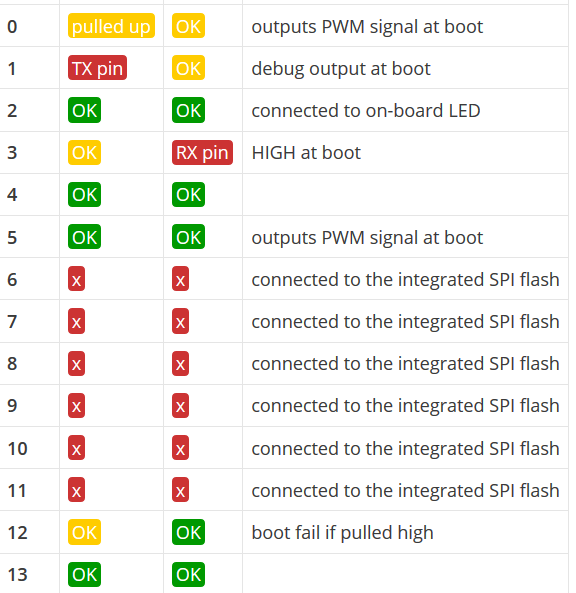 0 pulled up OK outputs PWM signal at boot
1 TX pin OK debug output at boot
2 OK OK connected to on-board LED
3 OK RX pin HIGH at boot
4 OK OK
5 OK OK outputs PWM signal at boot
6 x x connected to the integrated SPI flash
7 x x connected to the integrated SPI flash
8 x x connected to the integrated SPI flash
9 x x connected to the integrated SPI flash
10 x x connected to the integrated SPI flash
11 x x connected to the integrated SPI flash
12 OK OK boot fail if pulled high
13 OK OK